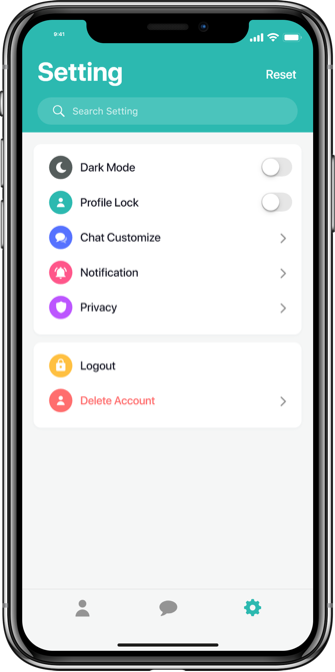 9:41
Setting
Reset
Search Setting
Dark Mode
Profile Lock
Chat Customize
Notification
Privacy
Logout
Delete Account